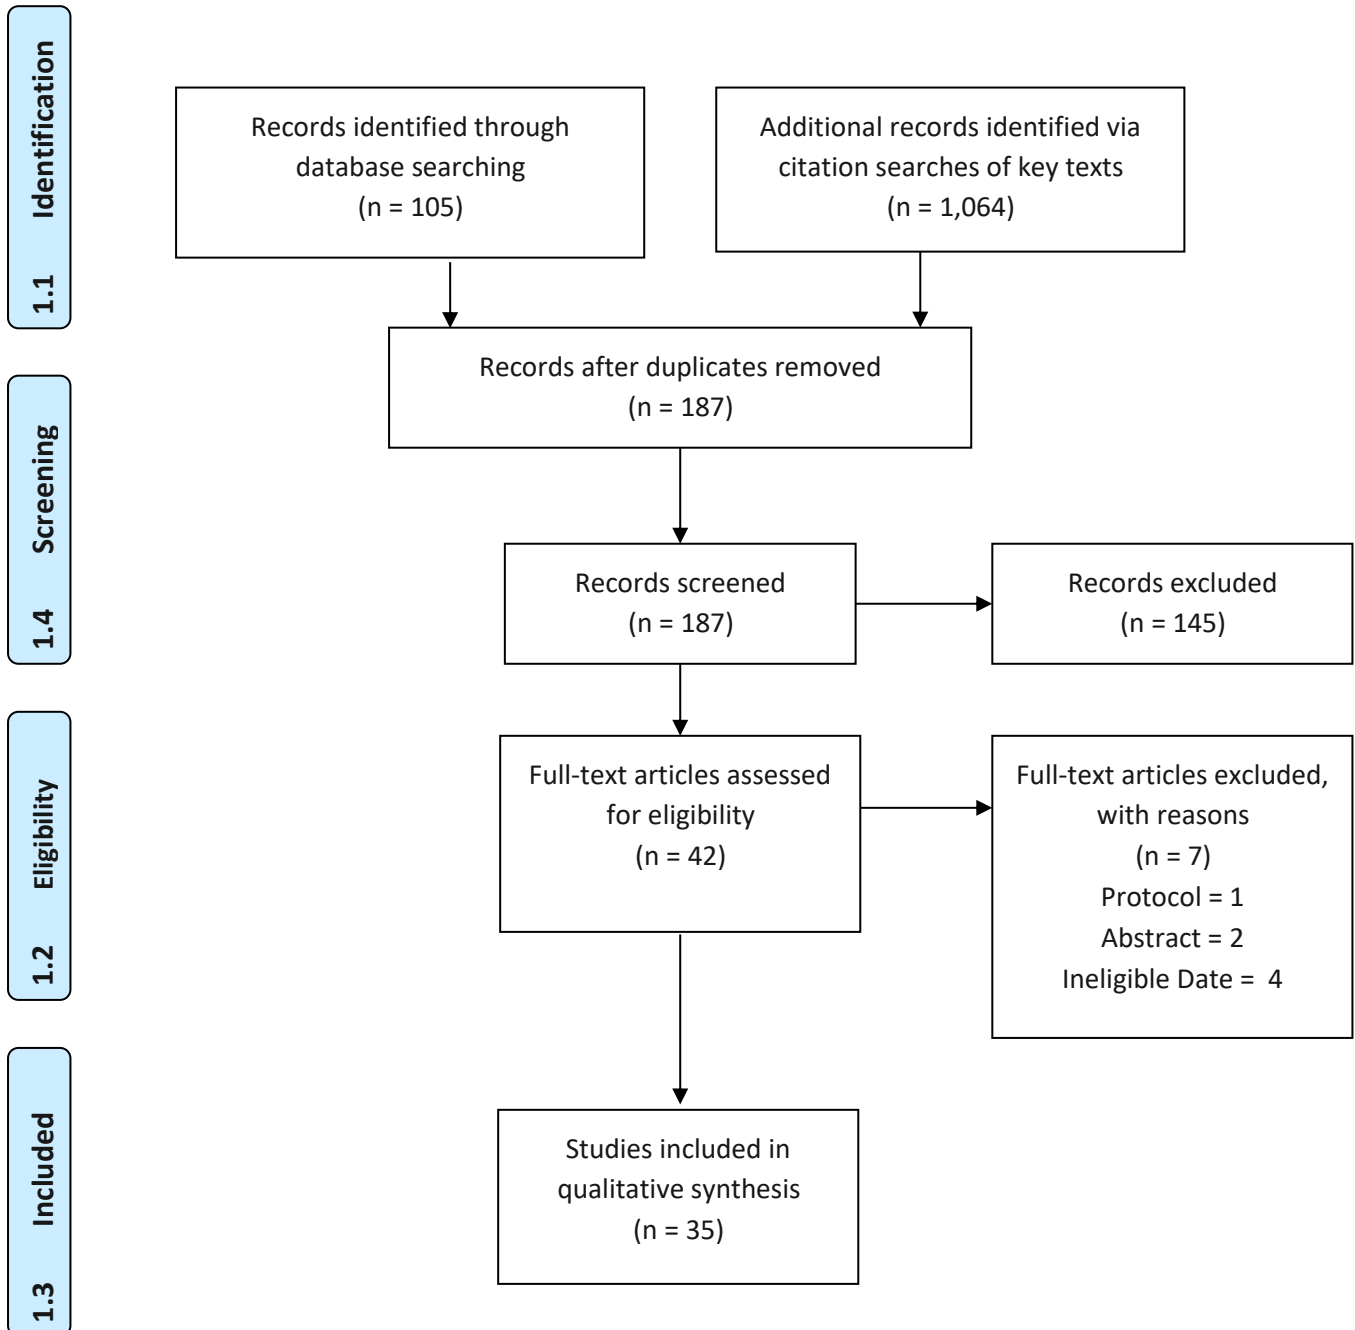 1.1 Identification
Records identified through
database searching
(n = 105)
Additional records identified via
citation searches of key texts
(n = 1,064)
Records after duplicates removed
(n = 187)
1.4 Screening
Records screened
(n = 187)
Records excluded
(n = 145)
1.2 Eligibility
Full-text articles assessed
for eligibility
(n = 42)
Full-text articles excluded,
with reasons
(n = 7)
Protocol = 1
Abstract = 2
Ineligible Date = 4
1.3 Included
Studies included in
qualitative synthesis
(n = 35)